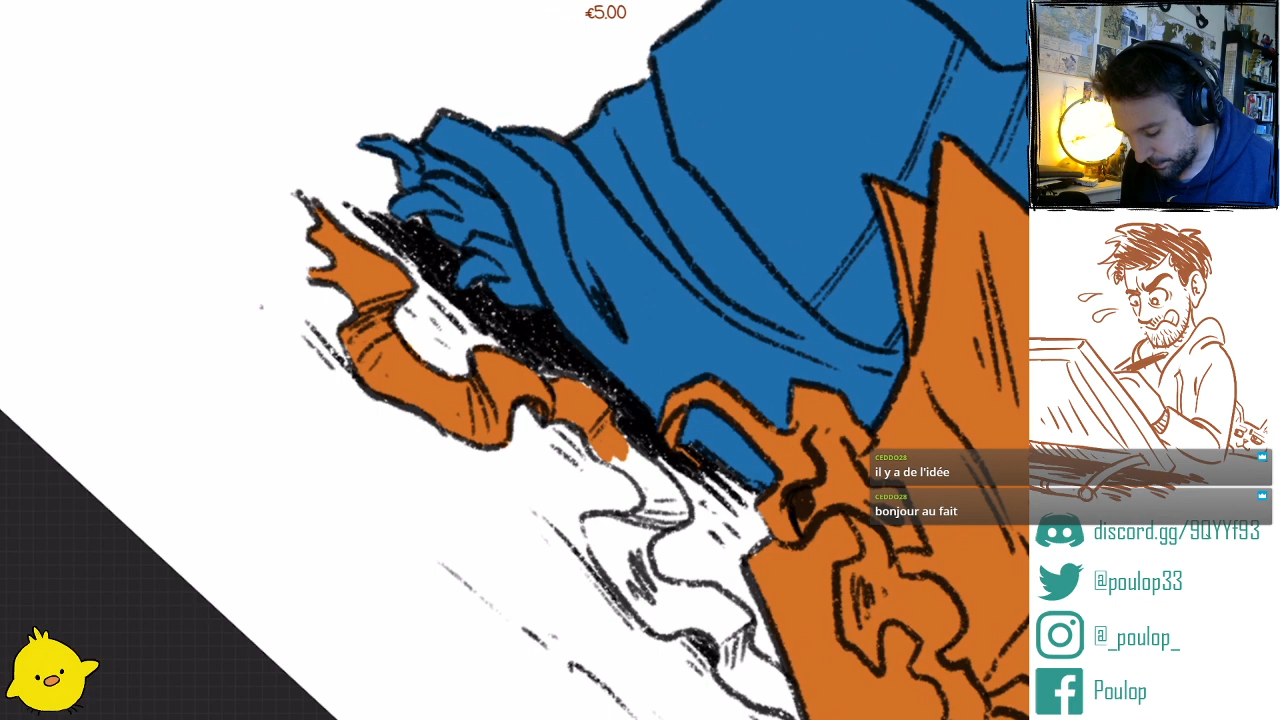 €5.00
CEDDO28
il y a de l'idée
CEDDO28
bonjour au fait
discord.gg/9QYYf93
@poulop33
@_poulop_
Poulop